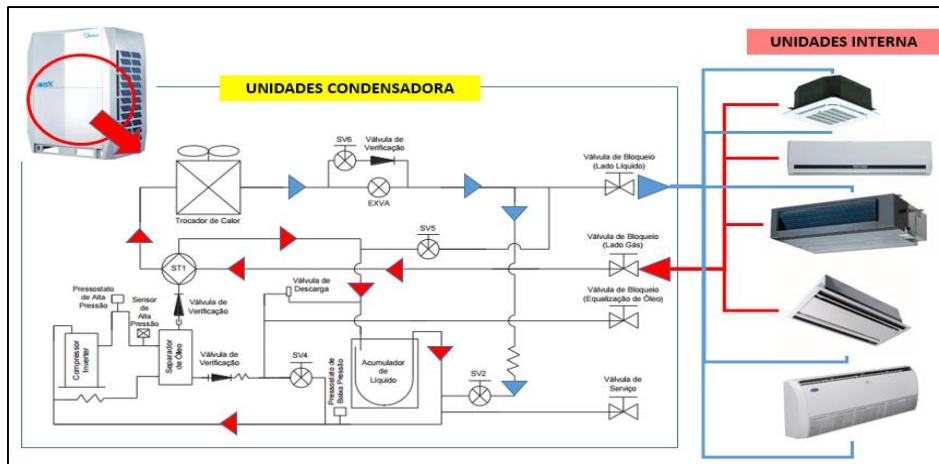 UNIDADES INTERNA
UNIDADES CONDENSADORA
SV6
Válvula de
Verificação
EXVA
Trocador de Calor
Válvula de Bloqueio
(Lado Líquido)
SV5
Válvula de Bloqueio
(Lado Gás)
ST1
Válvula de
Descarga
Válvula de Bloqueio
(Equalização de Óleo)
Pressostato
de Alta
Pressão
Sensor
de Alta
Pressão
Válvula de
Verificação
Compressor
Inverter
Separador
de Óleo
Válvula de
Verificação
SV4
Pressostato de
Baixa Pressão
Acumulador
de
Líquido
SV2
Válvula de
Serviço